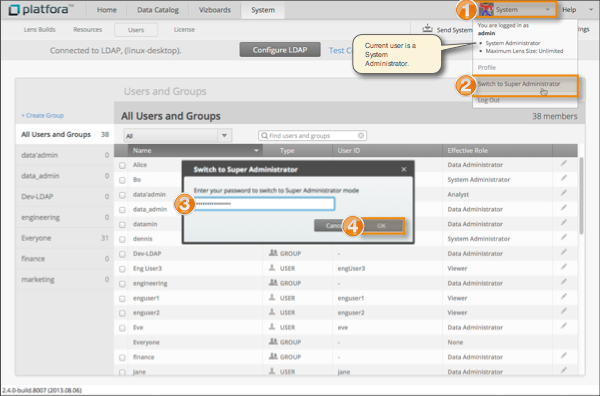 platfora
Home Data Catalog Vizboards System
1 System Help
Lens Builds Resources Users License
Send System
ngs
You are logged in as
admin
System Administrator
Maximum Lens Size: Unlimited
Profile
2 Switch to Super Administrator
Log Out
Current user is a
System
Administrator.
Connected to LDAP, (linux-desktop).
Configure LDAP
Test
Users and Groups
+ Create Group
All Users and Groups 38
data'admin 0
data_admin 0
Dev-LDAP 0
engineering 0
Everyone 31
finance 0
marketing 0
All Users and Groups
38 members
All
Find users and groups
Name Type User ID Effective Role
Alice Data Administrator
Bo System Administrator
data'admin Analyst
data_admin Data Administrator
datamin Data Administrator
dennis System Administrator
Dev-LDAP GROUP - Data Administrator
Eng User3 USER engUser3 Viewer
engineering GROUP - Data Administrator
enguser1 USER enguser1 Viewer
enguser2 USER enguser2 Viewer
Eve USER eve Data Administrator
Everyone GROUP - None
finance GROUP - Data Administrator
Jane USER jane Data Administrator
Switch to Super Administrator
Enter your password to switch to Super Administrator mode
3 ••••••••••••••
Cance
4 OK
2.4.0-build.8007 (2013.08.06)